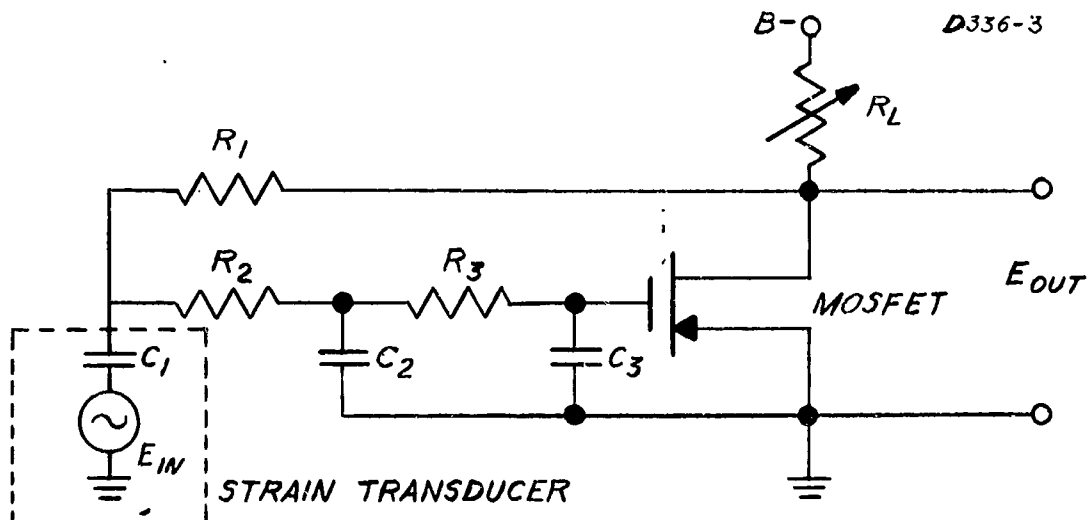 B-
D336-3
R1
RL
R2
R3
MOSFET
EOUT
C1
C2
C3
EIN
STRAIN TRANSDUCER